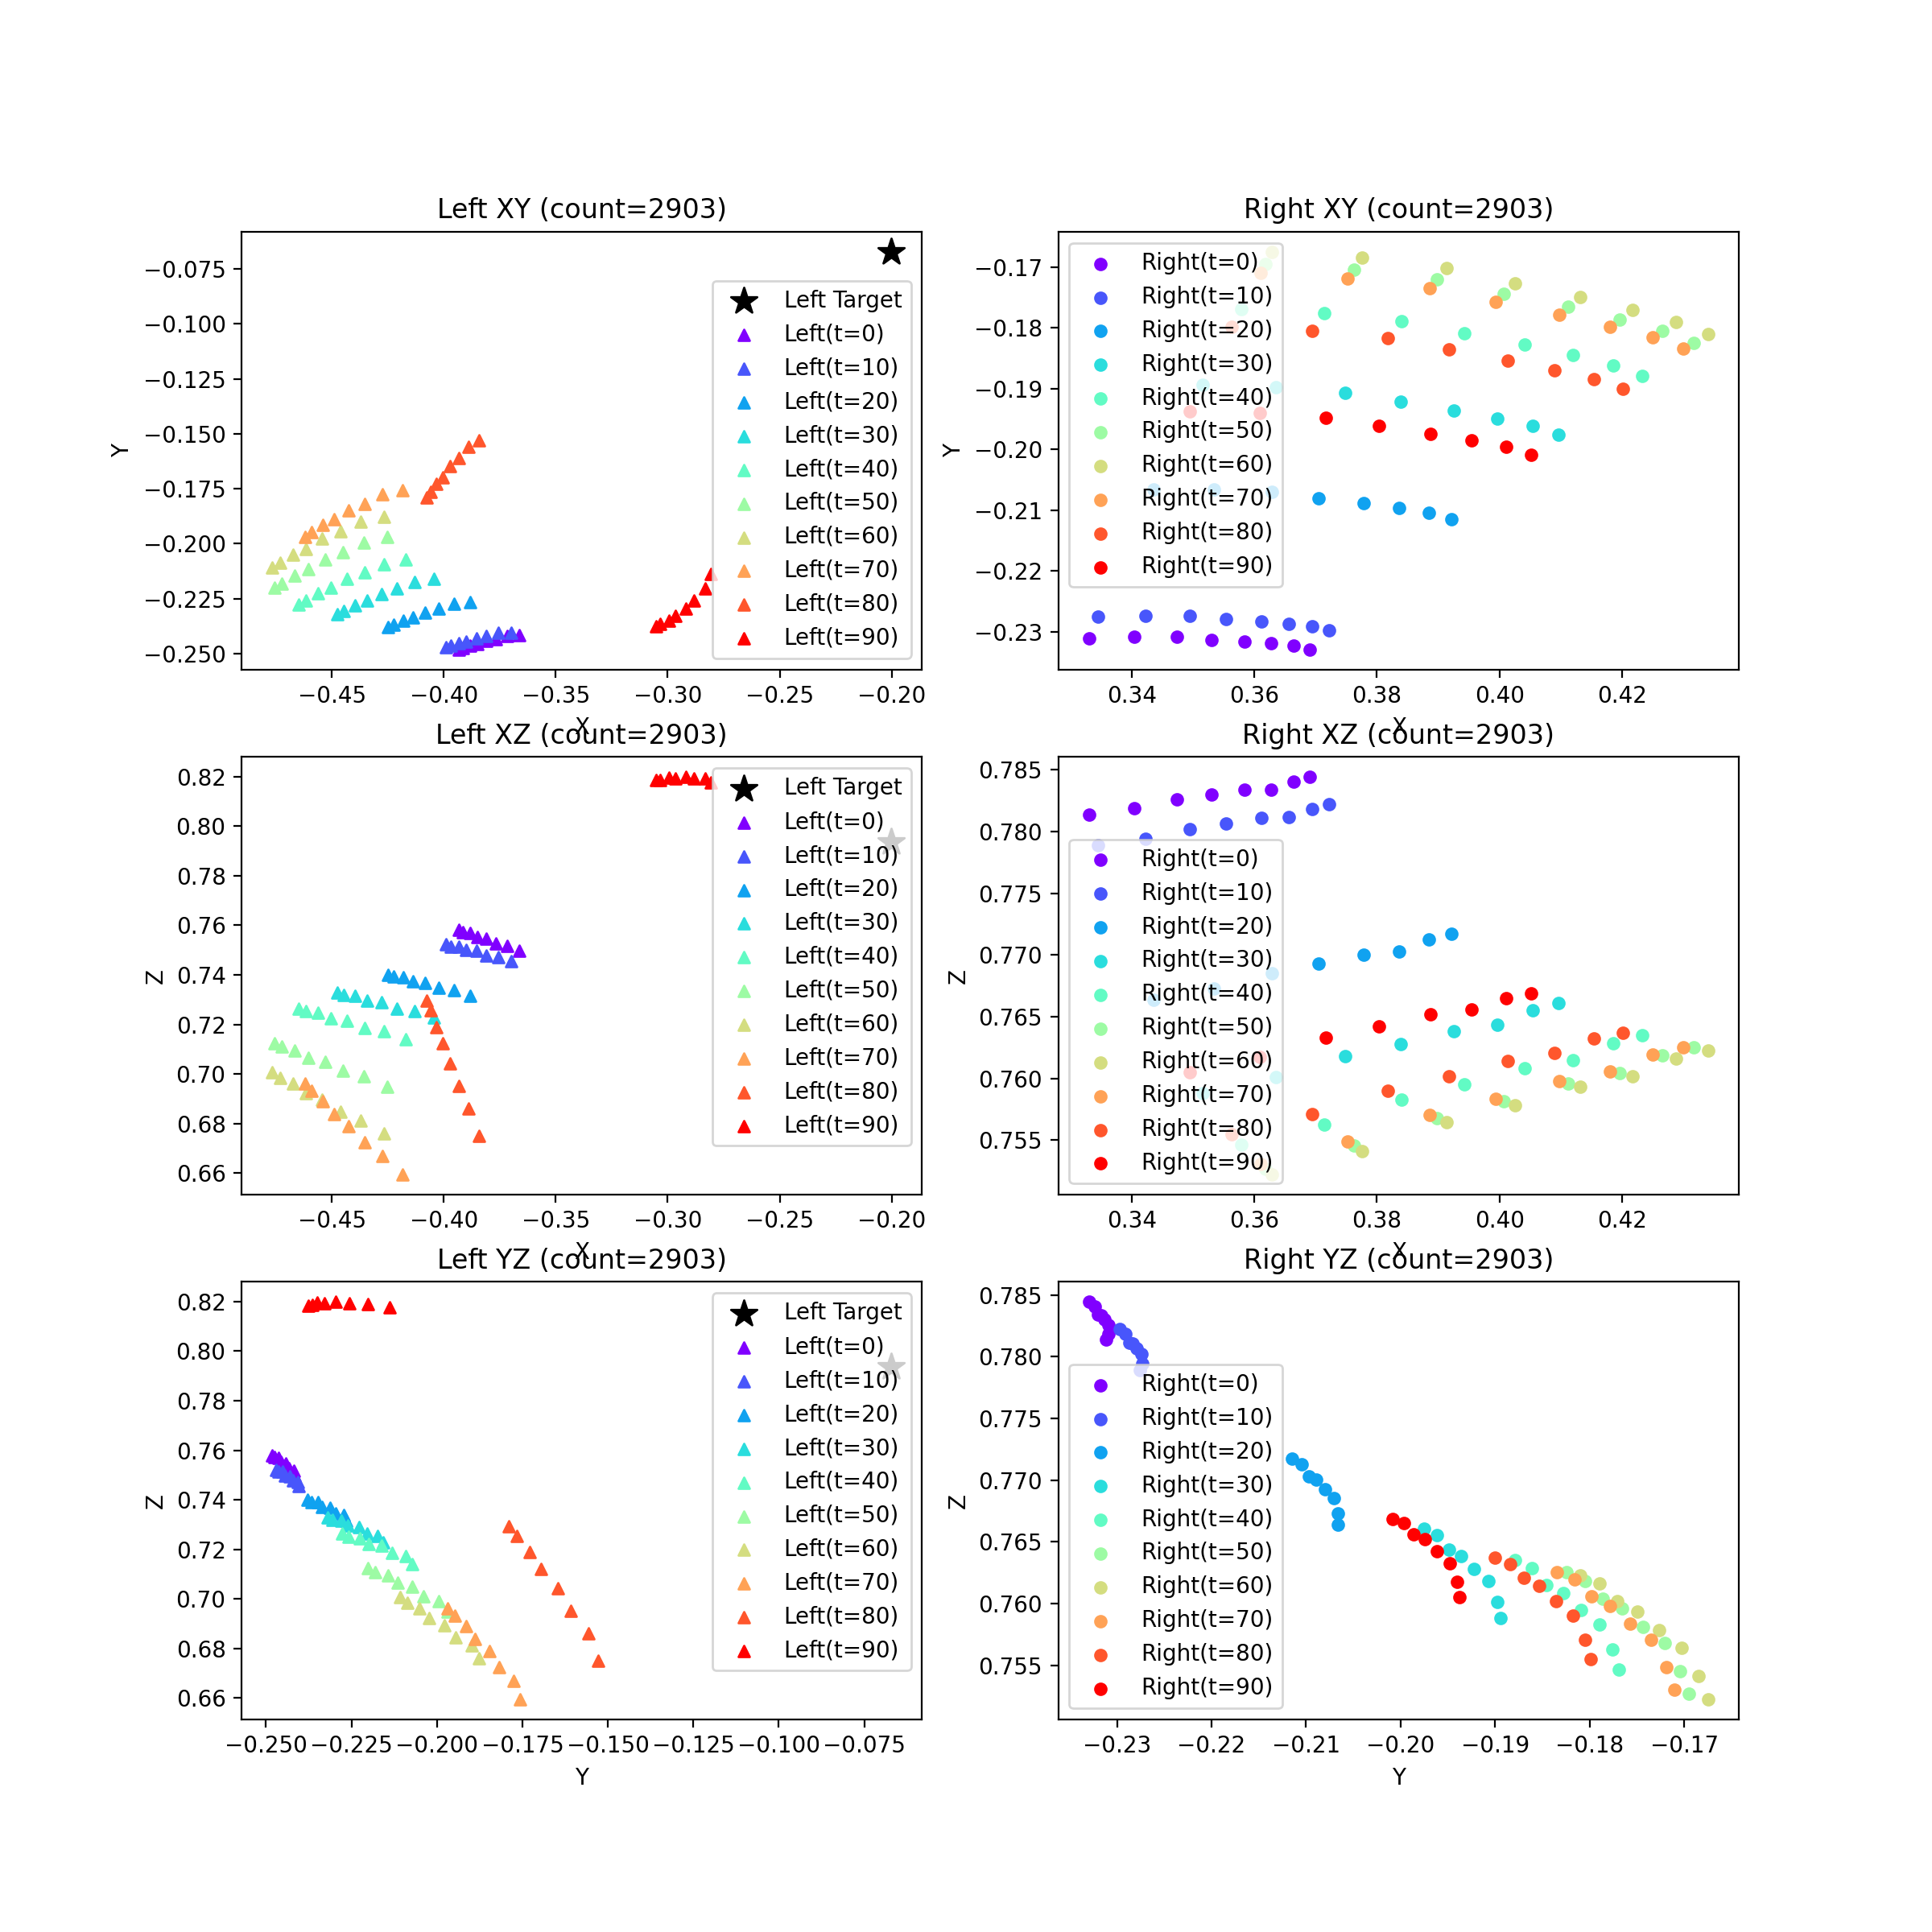 Left XY (count=2903)
−0.075
−0.100
−0.125
−0.150
−0.175
−0.200
−0.225
−0.250
Y
−0.45
−0.40
−0.35
−0.30
−0.25
−0.20
X
Left Target
Left(t=0)
Left(t=10)
Left(t=20)
Left(t=30)
Left(t=40)
Left(t=50)
Left(t=60)
Left(t=70)
Left(t=80)
Left(t=90)
Right XY (count=2903)
−0.17
−0.18
−0.19
−0.20
−0.21
−0.22
−0.23
Y
0.34
0.36
0.38
0.40
0.42
X
Right(t=0)
Right(t=10)
Right(t=20)
Right(t=30)
Right(t=40)
Right(t=50)
Right(t=60)
Right(t=70)
Right(t=80)
Right(t=90)
Left XZ (count=2903)
0.82
0.80
0.78
0.76
0.74
0.72
0.70
0.68
0.66
Z
−0.45
−0.40
−0.35
−0.30
−0.25
−0.20
X
Left Target
Left(t=0)
Left(t=10)
Left(t=20)
Left(t=30)
Left(t=40)
Left(t=50)
Left(t=60)
Left(t=70)
Left(t=80)
Left(t=90)
Right XZ (count=2903)
0.785
0.780
0.775
0.770
0.765
0.760
0.755
Z
0.34
0.36
0.38
0.40
0.42
X
Right(t=0)
Right(t=10)
Right(t=20)
Right(t=30)
Right(t=40)
Right(t=50)
Right(t=60)
Right(t=70)
Right(t=80)
Right(t=90)
Left YZ (count=2903)
0.82
0.80
0.78
0.76
0.74
0.72
0.70
0.68
0.66
Z
−0.250
−0.225
−0.200
−0.175
−0.150
−0.125
−0.100
−0.075
Y
Left Target
Left(t=0)
Left(t=10)
Left(t=20)
Left(t=30)
Left(t=40)
Left(t=50)
Left(t=60)
Left(t=70)
Left(t=80)
Left(t=90)
Right YZ (count=2903)
0.785
0.780
0.775
0.770
0.765
0.760
0.755
Z
−0.23
−0.22
−0.21
−0.20
−0.19
−0.18
−0.17
Y
Right(t=0)
Right(t=10)
Right(t=20)
Right(t=30)
Right(t=40)
Right(t=50)
Right(t=60)
Right(t=70)
Right(t=80)
Right(t=90)